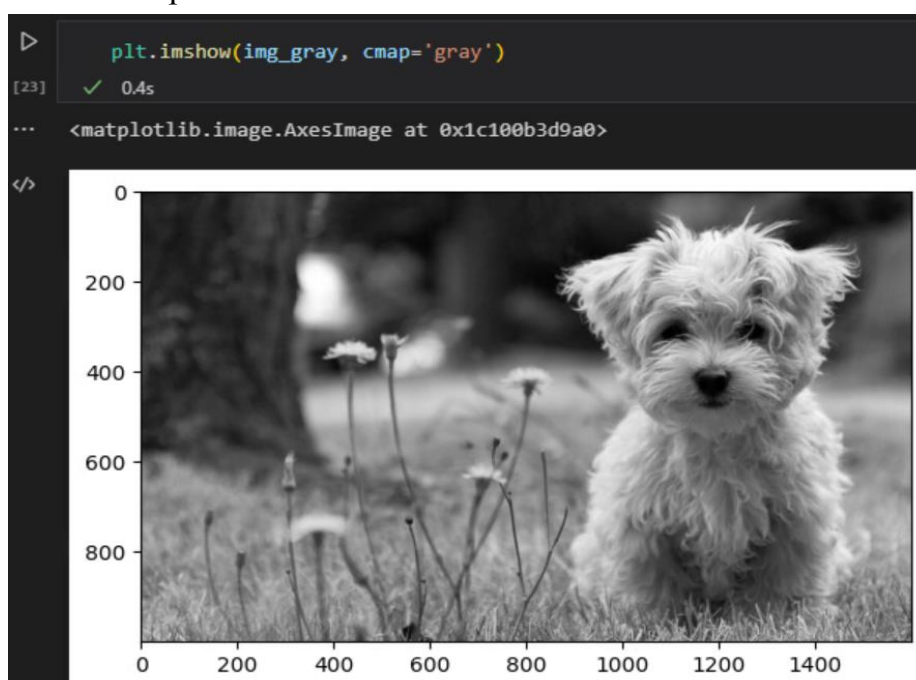 plt.imshow(img_gray, cmap='gray')
[23]
0.4s
...
<matplotlib.image.AxesImage at 0x1c100b3d9a0>
</>
0
200
400
600
800
0 200 400 600 800 1000 1200 1400